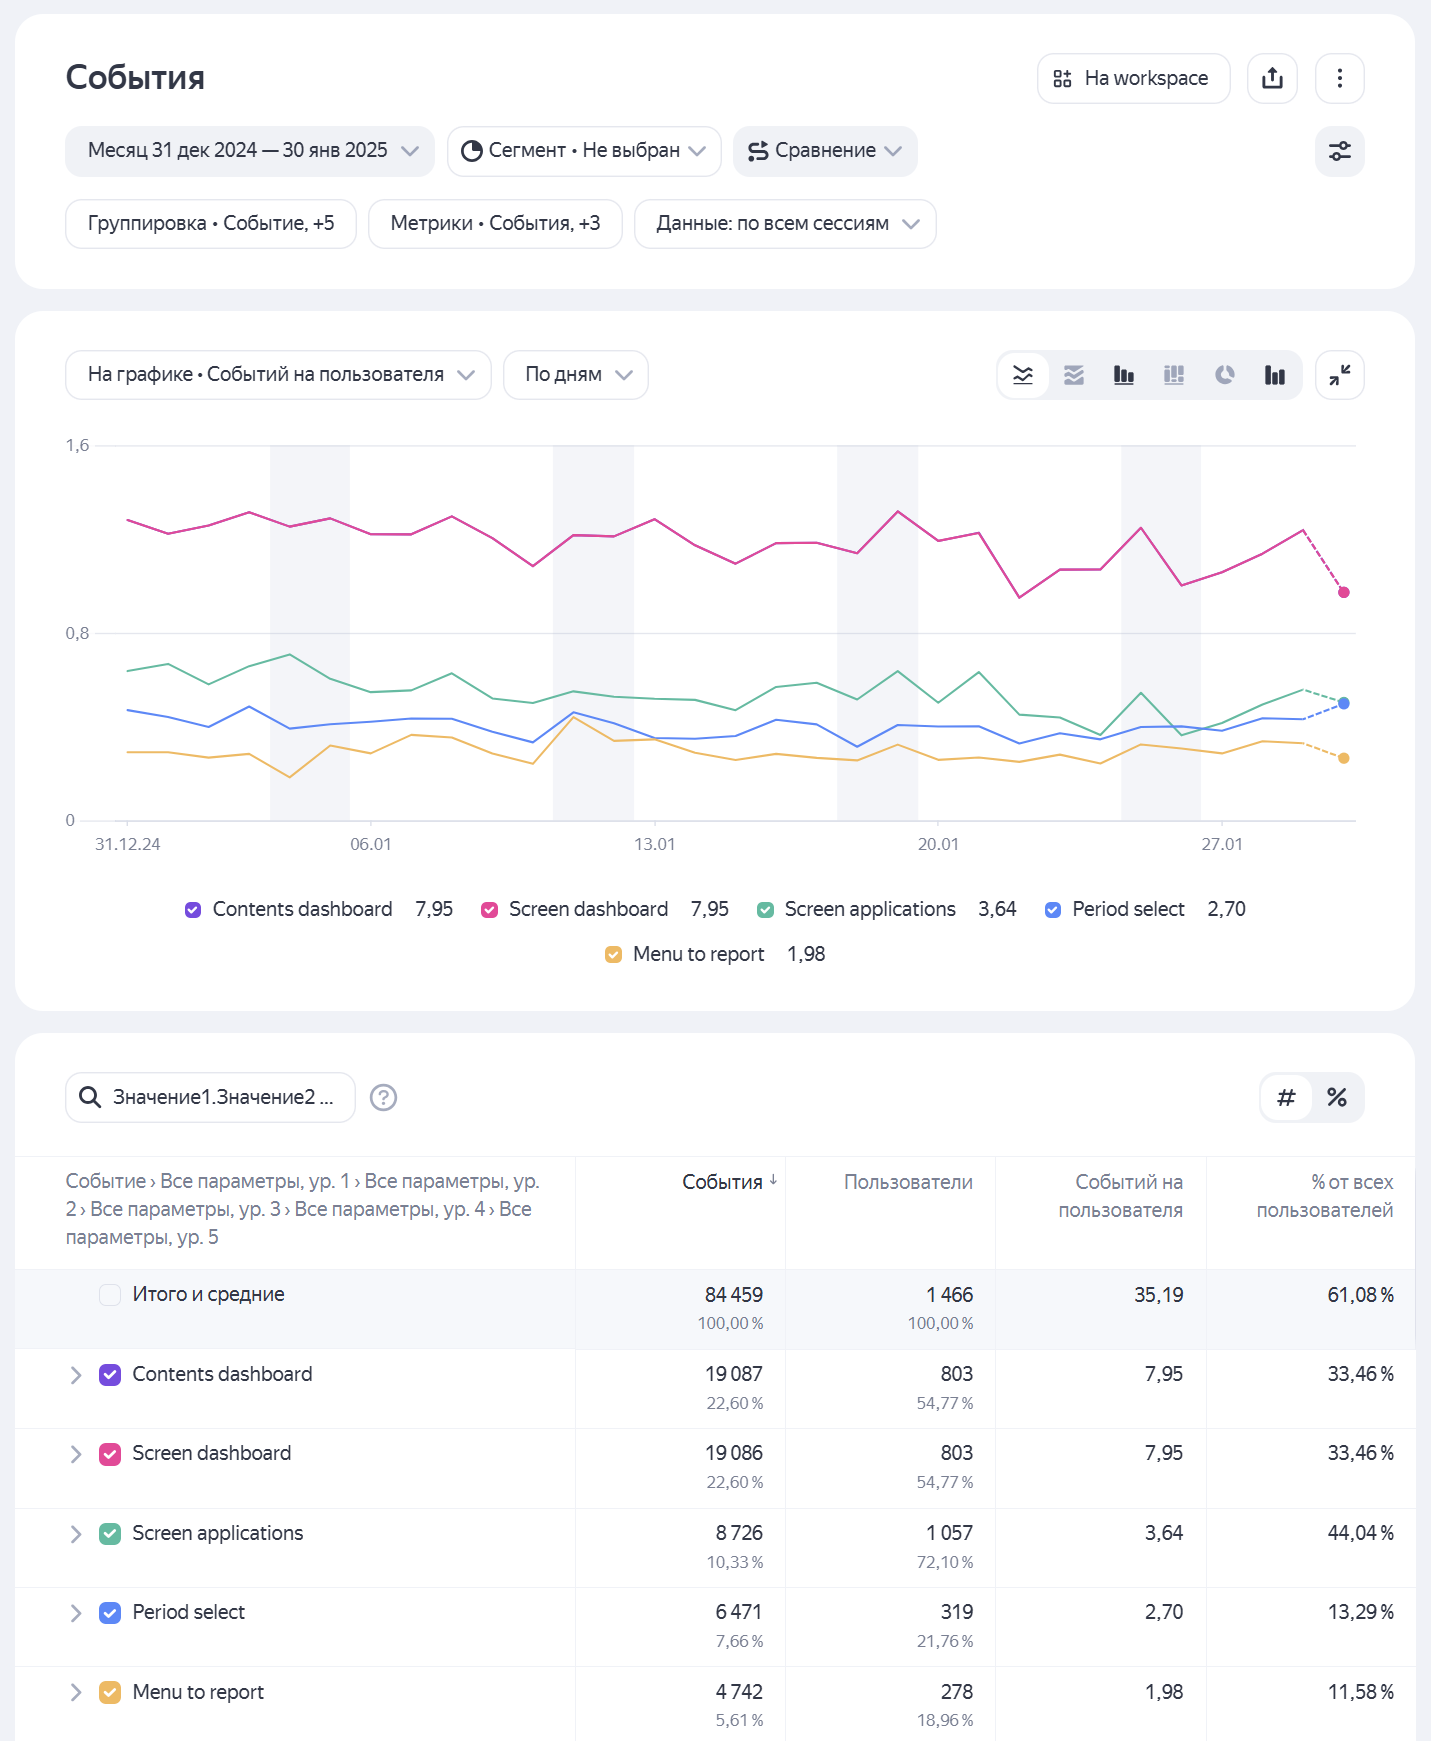 События
На workspace
Месяц 31 дек 2024 — 30 янв 2025
Сегмент • Не выбран
Сравнение
Группировка • Событие, +5
Метрики • События, +3
Данные: по всем сессиям
На графике • Событий на пользователя
По дням
1,6
0,8
0
31.12.24
06.01
13.01
20.01
27.01
Contents dashboard 7,95
Screen dashboard 7,95
Screen applications 3,64
Period select 2,70
Menu to report 1,98
Значение1.Значение2 ...
?
# %
Событие › Все параметры, ур. 1 › Все параметры, ур.
2 › Все параметры, ур. 3 › Все параметры, ур. 4 › Все
параметры, ур. 5
События ↓
Пользователи
Событий на
пользователя
% от всех
пользователей
Итого и средние 84 459 1 466 35,19 61,08 %
100,00 % 100,00 %
Contents dashboard 19 087 803 7,95 33,46 %
22,60 % 54,77 %
Screen dashboard 19 086 803 7,95 33,46 %
22,60 % 54,77 %
Screen applications 8 726 1 057 3,64 44,04 %
10,33 % 72,10 %
Period select 6 471 319 2,70 13,29 %
7,66 % 21,76 %
Menu to report 4 742 278 1,98 11,58 %
5,61 % 18,96 %